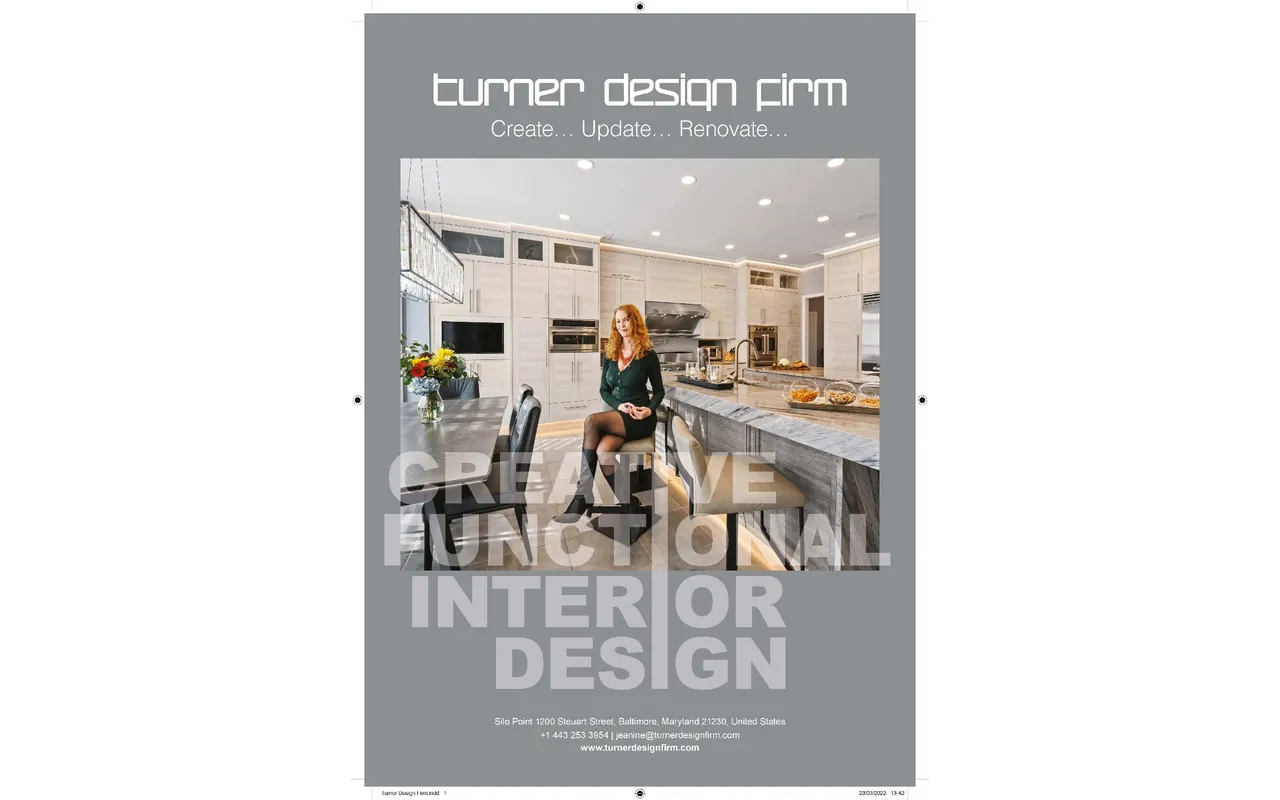 turner design firm
Create... Update... Renovate...
CREATIVE
FUNCTIONAL
INTERIOR
DESIGN
Silo Point 1200 Steuart Street, Baltimore, Maryland 21230, United States
+1 443 253 3954 | jeanine@turnerdesignfirm.com
www.turnerdesignfirm.com
Turner Design Firm.indd 1
23/03/2022 13:42